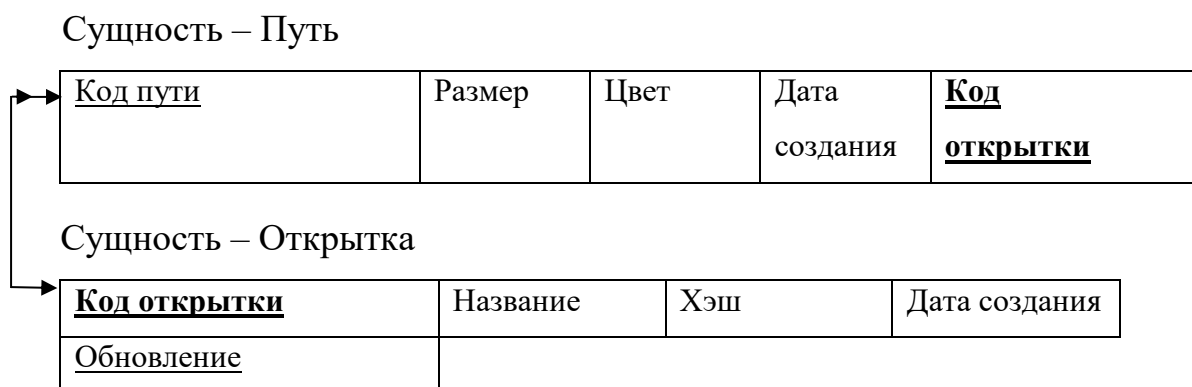 Сущность – Путь
Код пути Размер Цвет Дата создания Код открытки
Сущность – Открытка
Код открытки Название Хэш Дата создания
Обновление